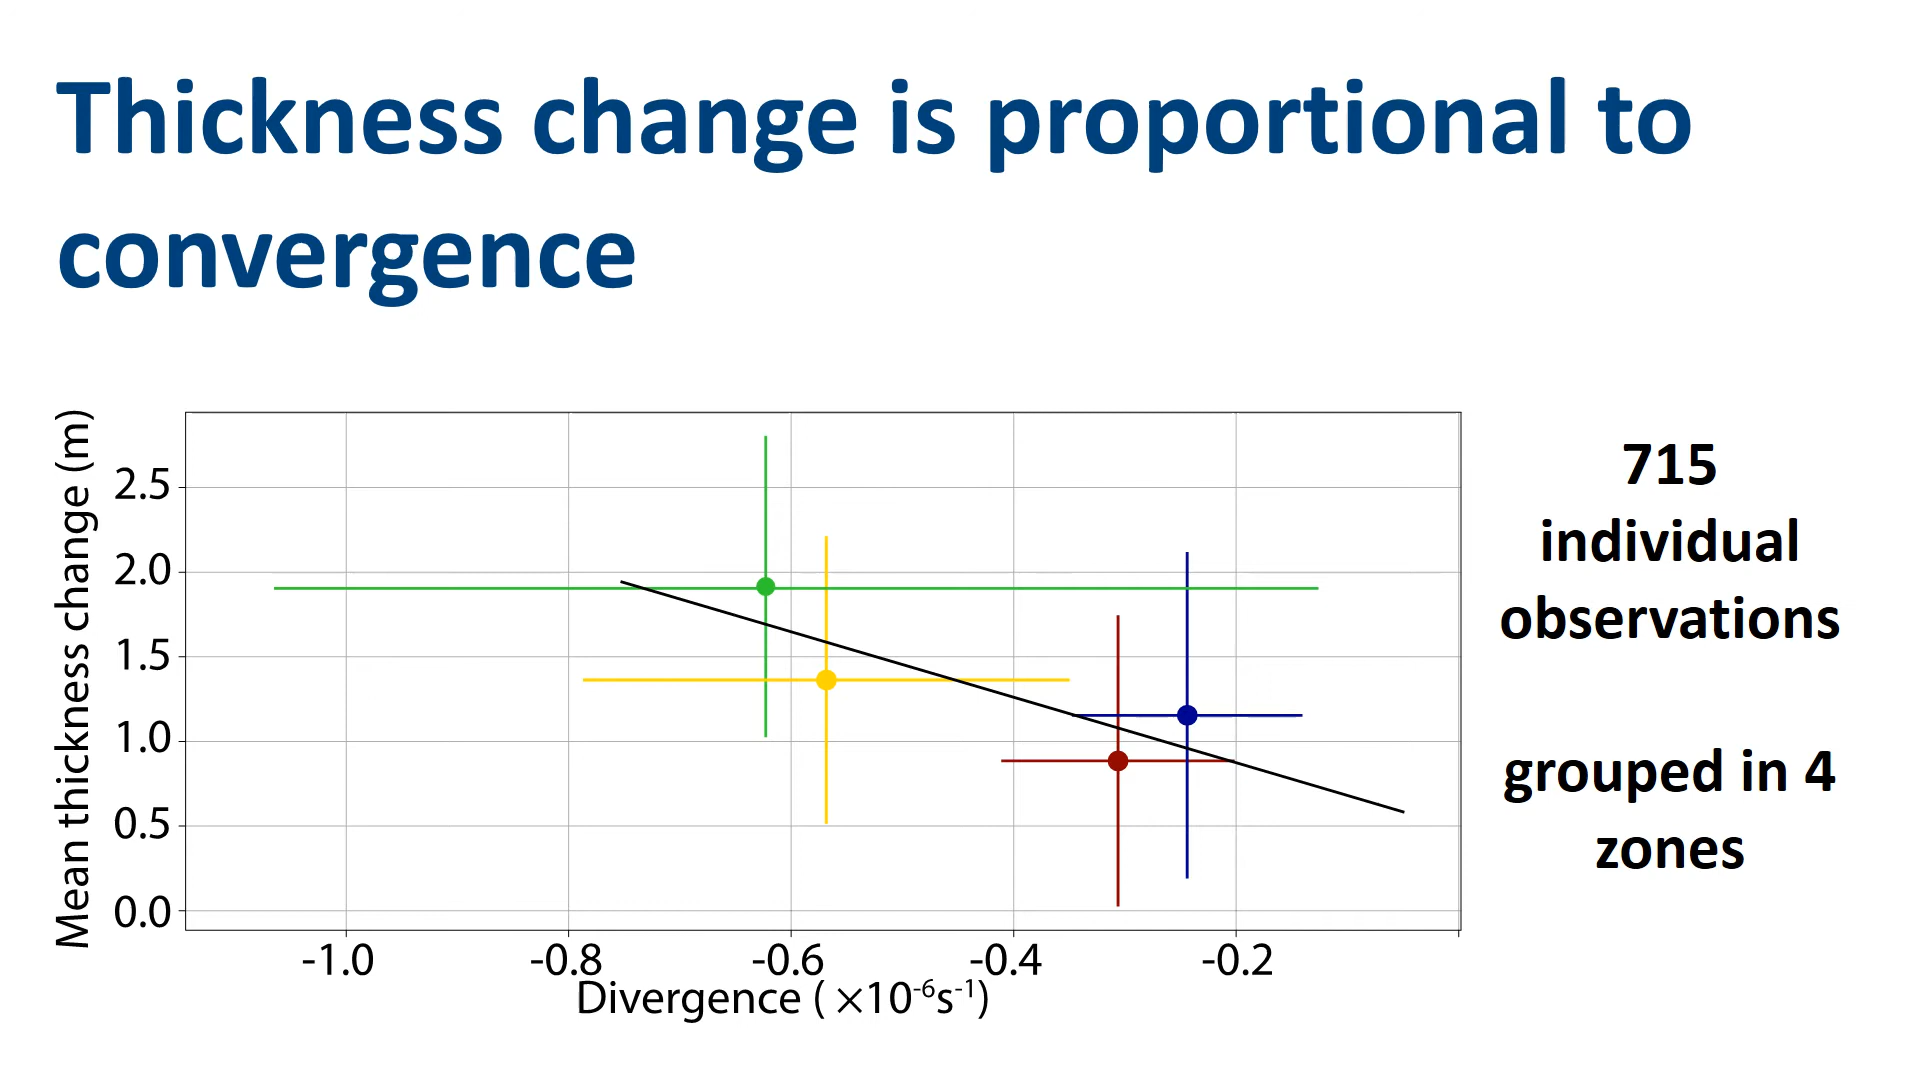 Thickness change is proportional to
convergence
Mean thickness change (m)
2.5
2.0
1.5
1.0
0.5
0.0
-1.0
-0.8
-0.6
-0.4
-0.2
Divergence ( ×10⁻⁶s⁻¹)
715
individual
observations
grouped in 4
zones